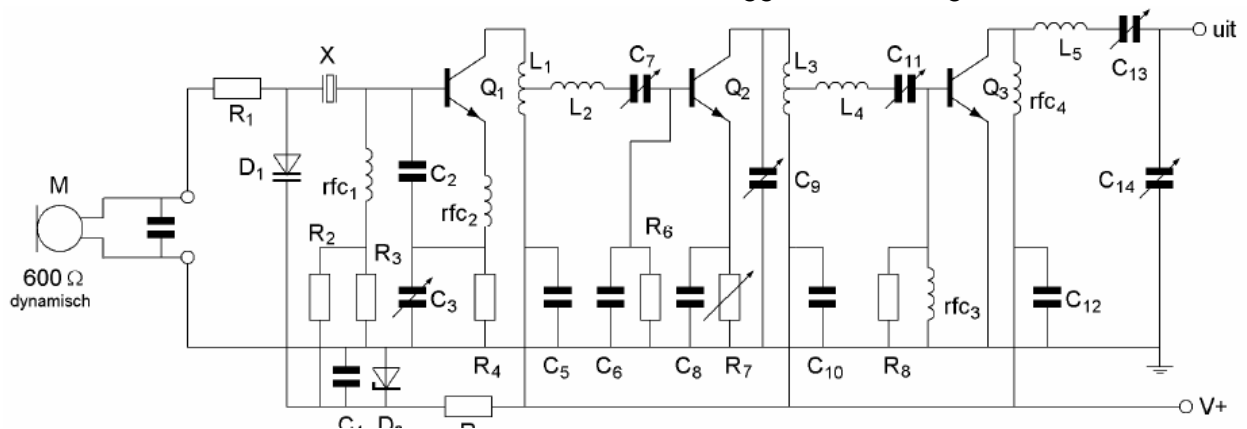 X
R1
D1
M
600 Ω
dynamisch
rfc1
C2
R2
R3
C3
Q1
rfc2
R4
L1
L2
C7
C5
C6
R6
C8
Q2
R7
C9
L3
L4
C11
C10
R8
rfc3
Q3
rfc4
L5
C13
uit
C14
C12
V+